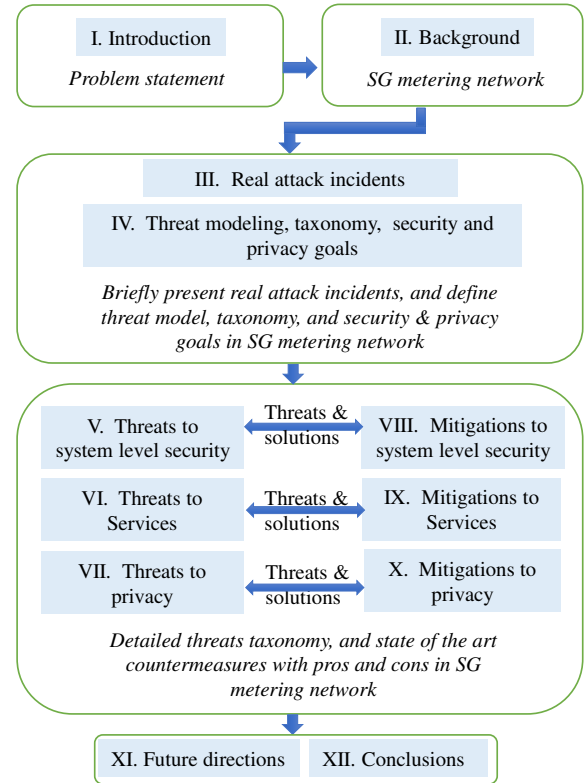 I. Introduction
Problem statement
II. Background
SG metering network
III. Real attack incidents
IV. Threat modeling, taxonomy, security and
privacy goals
Briefly present real attack incidents, and define
threat model, taxonomy, and security & privacy
goals in SG metering network
V. Threats to
system level security
Threats &
solutions
VIII. Mitigations to
system level security
VI. Threats to
Services
Threats &
solutions
IX. Mitigations to
Services
VII. Threats to
privacy
Threats &
solutions
X. Mitigations to
privacy
Detailed threats taxonomy, and state of the art
countermeasures with pros and cons in SG
metering network
XI. Future directions
XII. Conclusions